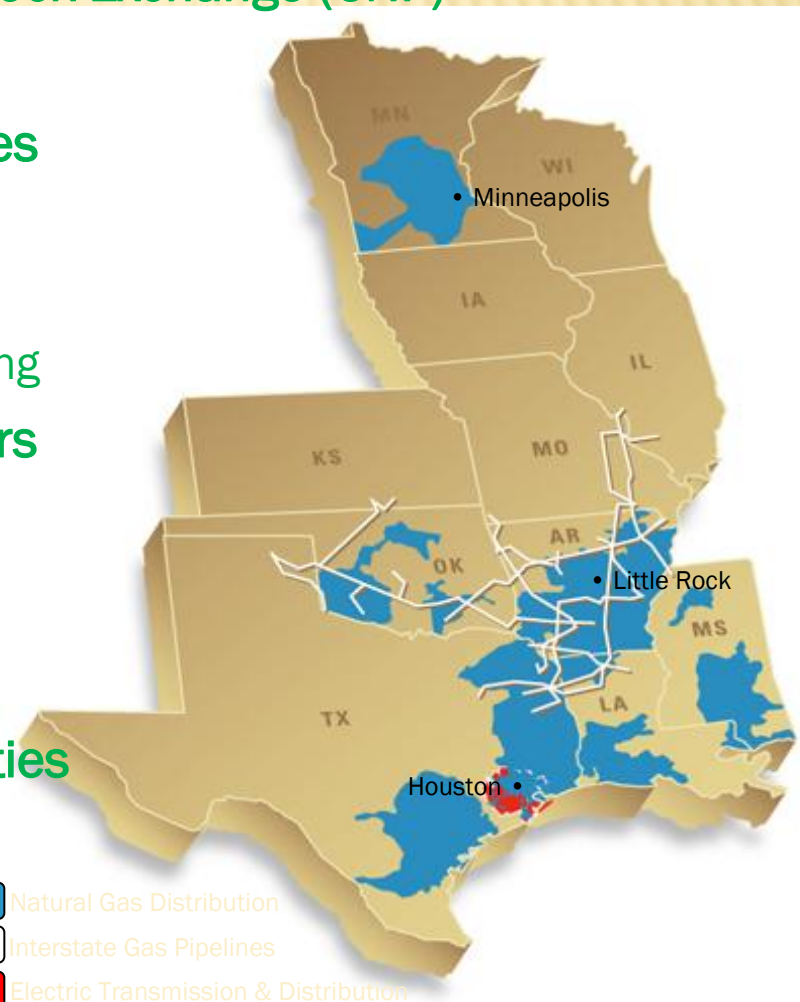 es
MN
WI
Minneapolis
IA
ng
IL
rs
KS
MO
AR
OK
Little Rock
MS
LA
TX
ties
Houston
Natural Gas Distribution
Interstate Gas Pipelines
Electric Transmission & Distribution